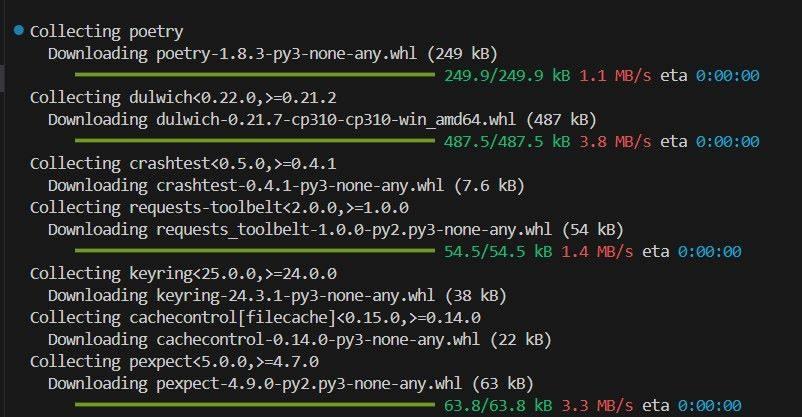 Collecting poetry
Downloading poetry-1.8.3-py3-none-any.whl (249 kB)
249.9/249.9 kB 1.1 MB/s eta 0:00:00
Collecting dulwich<0.22.0,>=0.21.2
Downloading dulwich-0.21.7-cp310-cp310-win_amd64.whl (487 kB)
487.5/487.5 kB 3.8 MB/s eta 0:00:00
Collecting crashtest<0.5.0,>=0.4.1
Downloading crashtest-0.4.1-py3-none-any.whl (7.6 kB)
Collecting requests-toolbelt<2.0.0,>=1.0.0
Downloading requests_toolbelt-1.0.0-py2.py3-none-any.whl (54 kB)
54.5/54.5 kB 1.4 MB/s eta 0:00:00
Collecting keyring<25.0.0,>=24.0.0
Downloading keyring-24.3.1-py3-none-any.whl (38 kB)
Collecting cachecontrol[filecache]<0.15.0,>=0.14.0
Downloading cachecontrol-0.14.0-py3-none-any.whl (22 kB)
Collecting pexpect<5.0.0,>=4.7.0
Downloading pexpect-4.9.0-py2.py3-none-any.whl (63 kB)
63.8/63.8 kB 3.3 MB/s eta 0:00:00